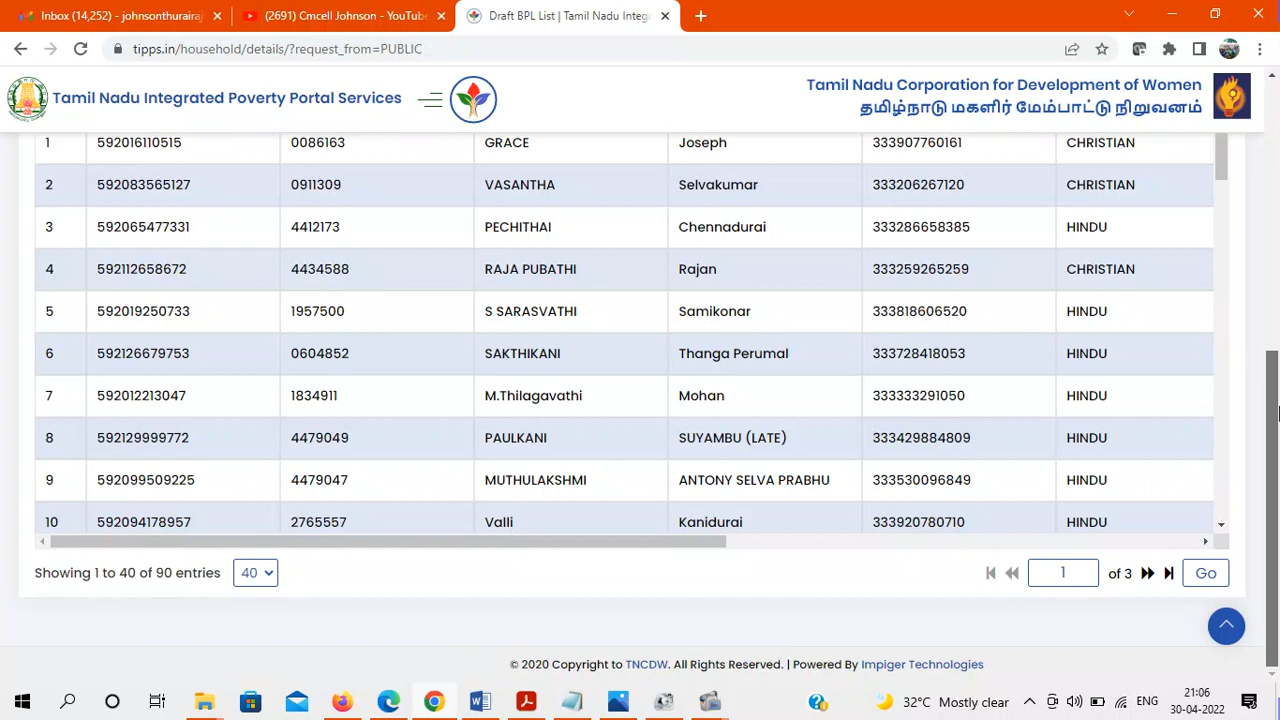 Inbox (14,252) - johnsonthuraira
(2691) Cmcell Johnson - YouTube
Draft BPL List | Tamil Nadu Integr
tipps.in/household/details/?request_from=PUBLIC
Tamil Nadu Integrated Poverty Portal Services
Tamil Nadu Corporation for Development of Women
தமிழ்நாடு மகளிர் மேம்பாட்டு நிறுவனம்
1 592016110515 0086163 GRACE Joseph 333907760161 CHRISTIAN
2 592083565127 0911309 VASANTHA Selvakumar 333206267120 CHRISTIAN
3 592065477331 4412173 PECHITHAI Chennadurai 333286658385 HINDU
4 592112658672 4434588 RAJA PUBATHI Rajan 333259265259 CHRISTIAN
5 592019250733 1957500 S SARASVATHI Samikonar 333818606520 HINDU
6 592126679753 0604852 SAKTHIKANI Thanga Perumal 333728418053 HINDU
7 592012213047 1834911 M.Thilagavathi Mohan 333333291050 HINDU
8 592129999772 4479049 PAULKANI SUYAMBU (LATE) 333429884809 HINDU
9 592099509225 4479047 MUTHULAKSHMI ANTONY SELVA PRABHU 333530096849 HINDU
10 592094178957 2765557 Valli Kanidurai 333920780710 HINDU
Showing 1 to 40 of 90 entries 40 1 of 3 Go
© 2020 Copyright to TNCDW. All Rights Reserved. | Powered By Impiger Technologies
32°C Mostly clear ENG 21:06
30-04-2022